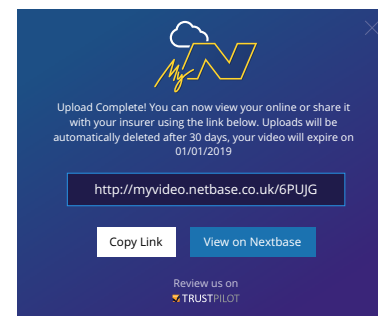 My N
Upload Complete! You can now view your online or share it
with your insurer using the link below. Uploads will be
automatically deleted after 30 days, your video will expire on
01/01/2019
http://myvideo.netbase.co.uk/6PUJG
Copy Link View on Nextbase
Review us on
TRUSTPILOT